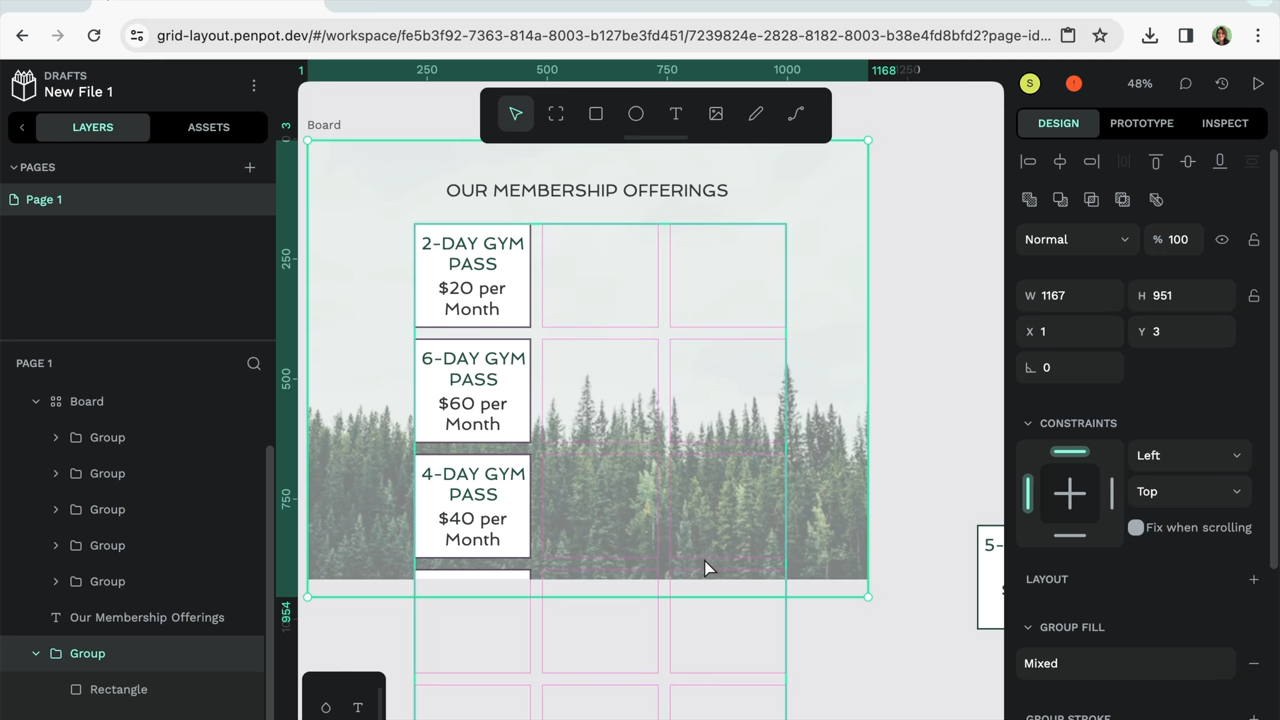 grid-layout.penpot.dev/#/workspace/fe5b3f92-7363-814a-8003-b127be3fd451/7239824e-2828-8182-8003-b38e4fd8bfd2?page-id...
DRAFTS
New File 1
LAYERS
ASSETS
PAGES
Page 1
PAGE 1
Board
Group
Group
Group
Group
Group
Our Membership Offerings
Group
Rectangle
1
250
500
750
1000
1168
3
250
500
750
954
Board
OUR MEMBERSHIP OFFERINGS
2-DAY GYM
PASS
$20 per
Month
6-DAY GYM
PASS
$60 per
Month
4-DAY GYM
PASS
$40 per
Month
5-
S
48%
DESIGN
PROTOTYPE
INSPECT
Normal
% 100
W 1167
H 951
X 1
Y 3
0
CONSTRAINTS
Left
Top
Fix when scrolling
LAYOUT
GROUP FILL
Mixed
GROUP STROKE